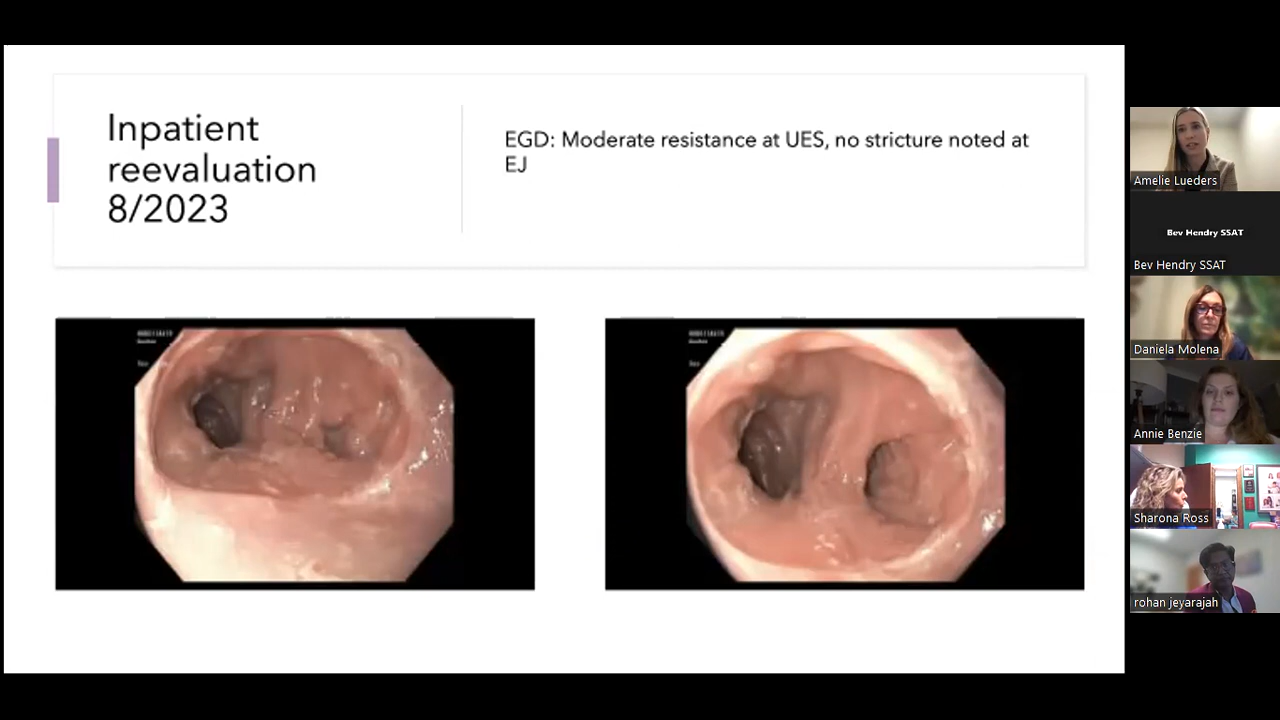 Inpatient
reevaluation
8/2023
EGD: Moderate resistance at UES, no stricture noted at
EJ
Amelie Lueders
Bev Hendry SSAT
Bev Hendry SSAT
Daniela Molena
Annie Benzie
Sharona Ross
rohan jeyarajah